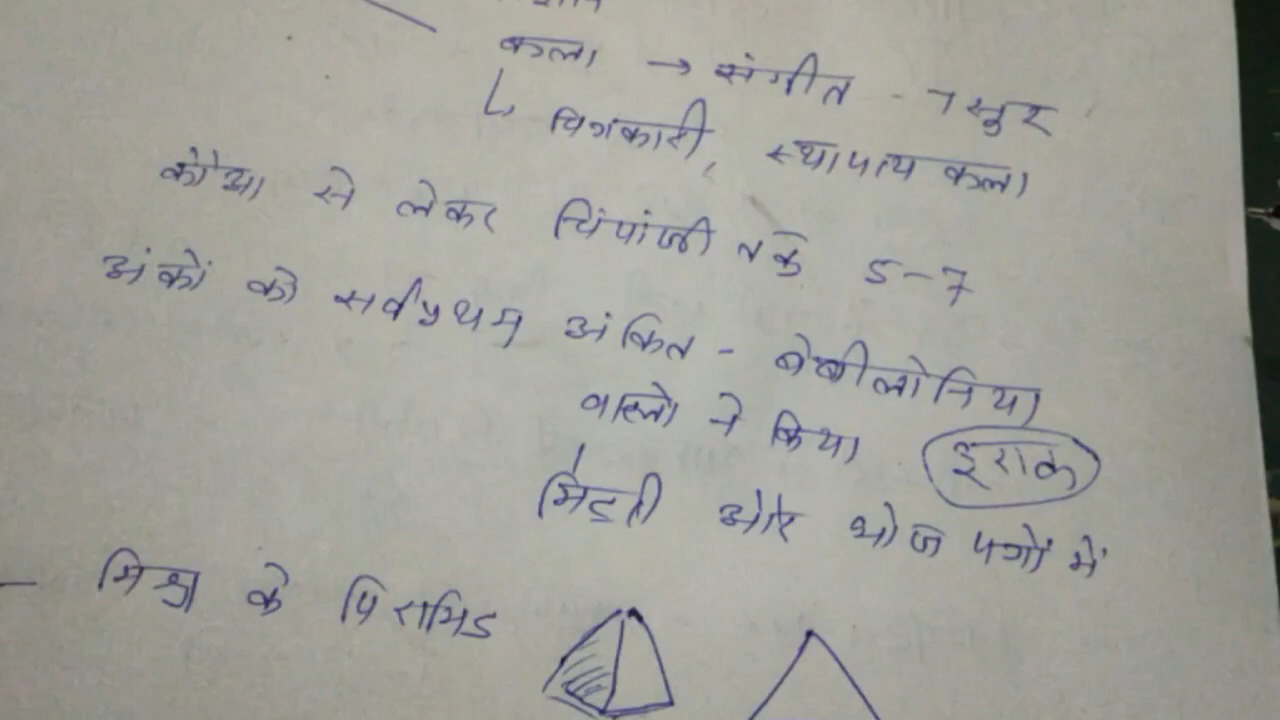 कला → संगीत - 7 सुर
↳ चित्रकारी, स्थापत्य कला
कौआ से लेकर चिंपांजी तक 5-7
अंकों को सर्वप्रथम अंकित - बेबीलोनिया
वालों ने किया इराक
मिट्टी और भोज पत्रों में
- मिश्र के पिरामिड